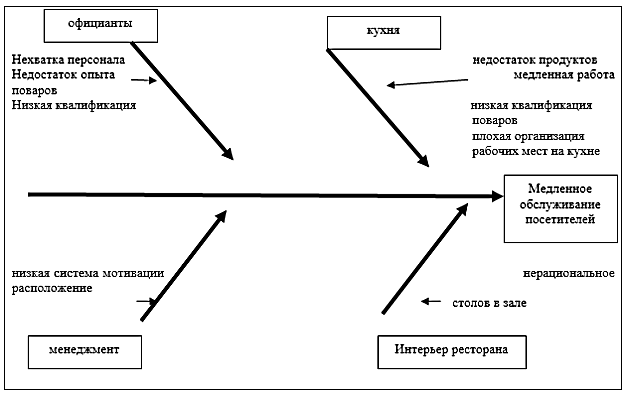 официанты
кухня
Нехватка персонала
Недостаток опыта
поваров
Низкая квалификация
недостаток продуктов
медленная работа
низкая квалификация
поваров
плохая организация
рабочих мест на кухне
Медленное
обслуживание
посетителей
низкая система мотивации
расположение
нерациональное
столов в зале
менеджмент
Интерьер ресторана